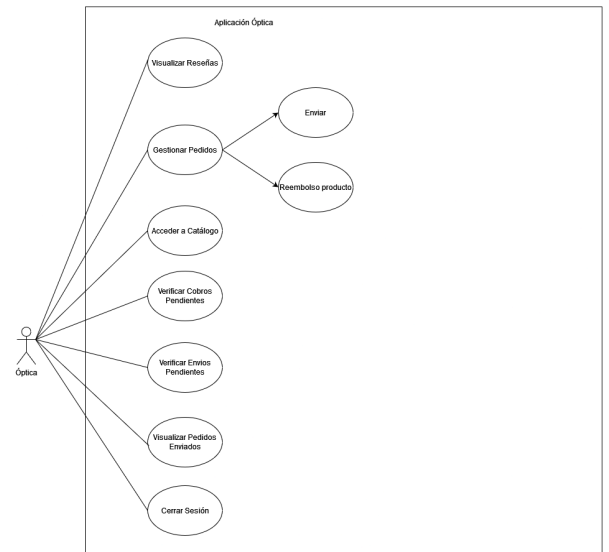 Aplicación Óptica
Visualizar Reseñas
Enviar
Gestionar Pedidos
Reembolso producto
Acceder a Catálogo
Verificar Cobros
Pendientes
Verificar Envios
Pendientes
Óptica
Visualizar Pedidos
Enviados
Cerrar Sesión